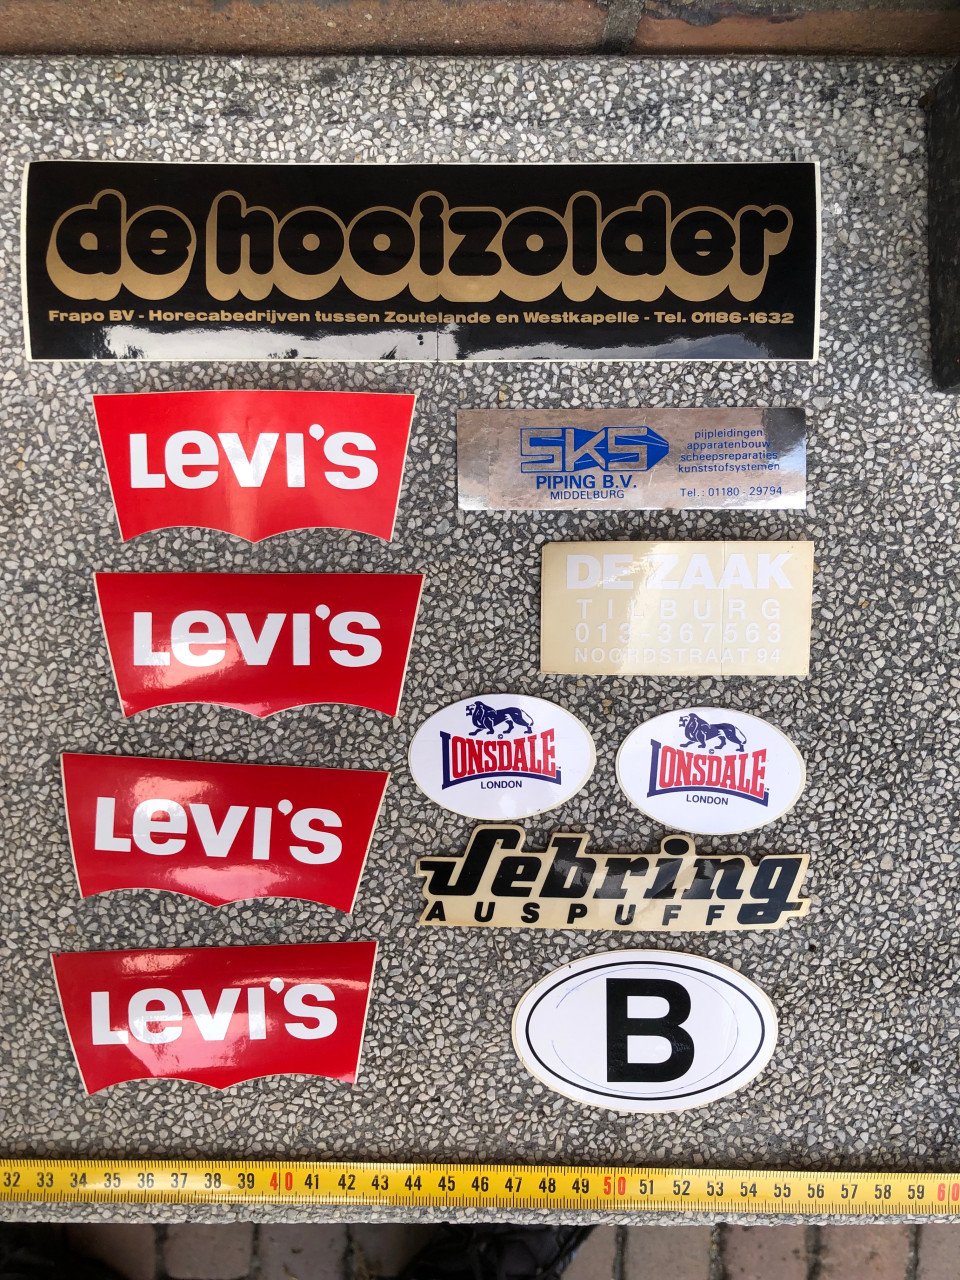 de hooizolder
Frapo BV - Horecabedrijven tussen Zoutelande en Westkapelle - Tel. 01186-1632
LeVI'S
LeVI'S
LeVI'S
LeVI'S
SKS
PIPING B.V.
MIDDELBURG
pijpleidingen
apparatenbouw
scheepsreparaties
kunststofsystemen
Tel.: 01180 - 29794
DE ZAAK
TILBURG
013-367563
NOORDSTRAAT 94
LONSDALE
LONDON
LONSDALE
LONDON
Sebring
AUSPUFF
B
32 33 34 35 36 37 38 39 40 41 42 43 44 45 46 47 48 49 50 51 52 53 54 55 56 57 58 59 60